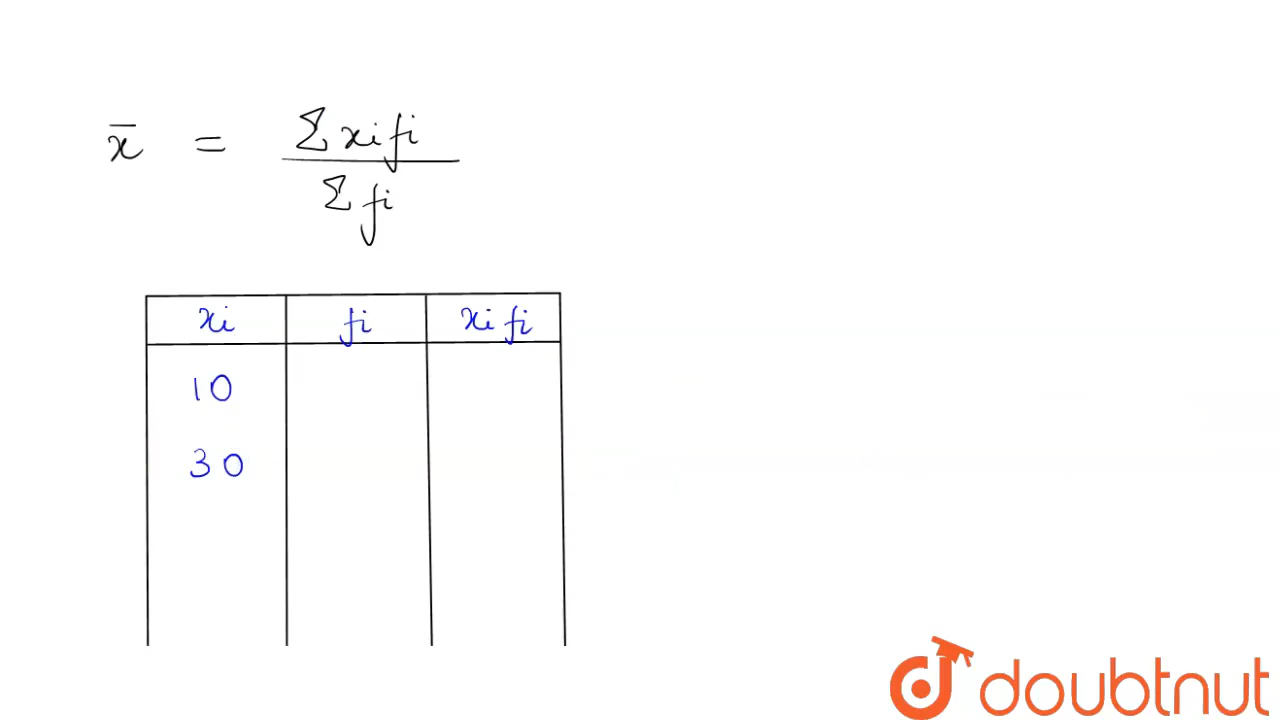 x̄ = Σxifi
Σfi
xi fi xifi
10
30
doubtnut